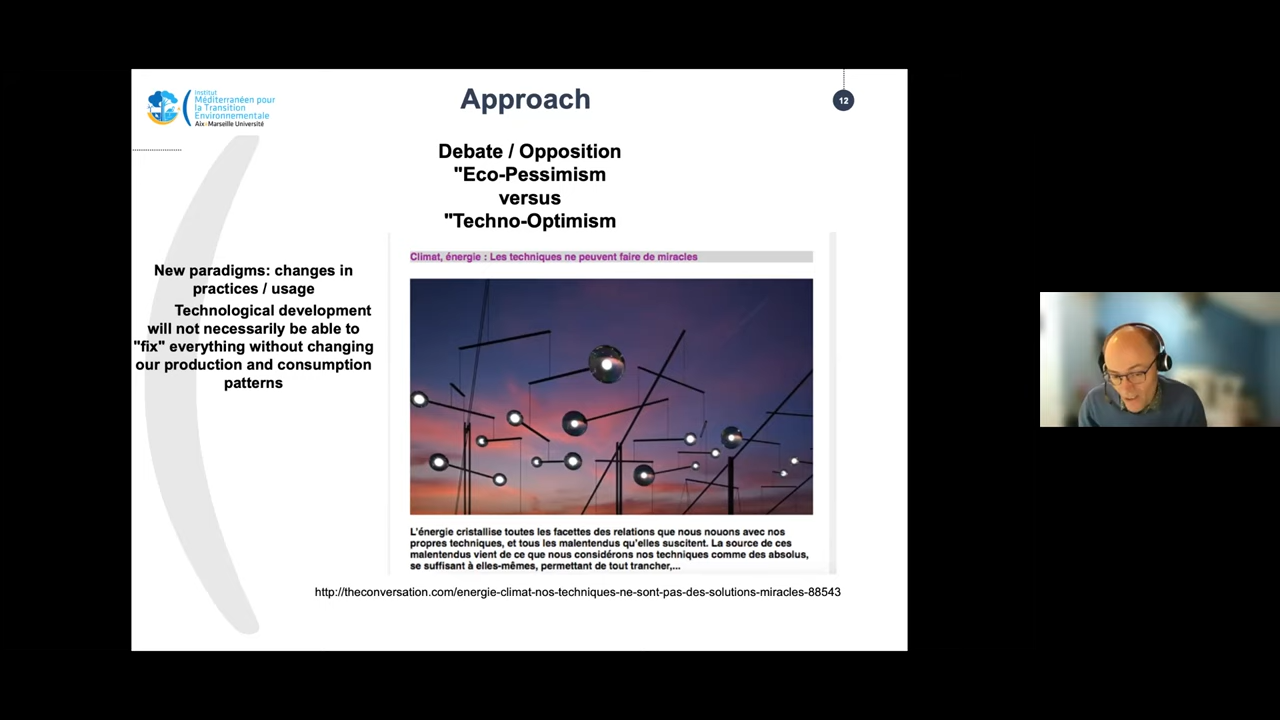 Institut
Méditerranéen pour
la Transition
Environnementale
Aix-Marseille Université
Approach
12
Debate / Opposition
"Eco-Pessimism
versus
"Techno-Optimism
New paradigms: changes in
practices / usage
Technological development
will not necessarily be able to
"fix" everything without changing
our production and consumption
patterns
Climat, énergie : Les techniques ne peuvent faire de miracles
L'énergie cristallise toutes les facettes des relations que nous nouons avec nos
propres techniques, et tous les malentendus qu'elles suscitent. La source de ces
malentendus vient de ce que nous considérons nos techniques comme des absolus,
se suffisant à elles-mêmes, permettant de tout trancher,...
http://theconversation.com/energie-climat-nos-techniques-ne-sont-pas-des-solutions-miracles-88543